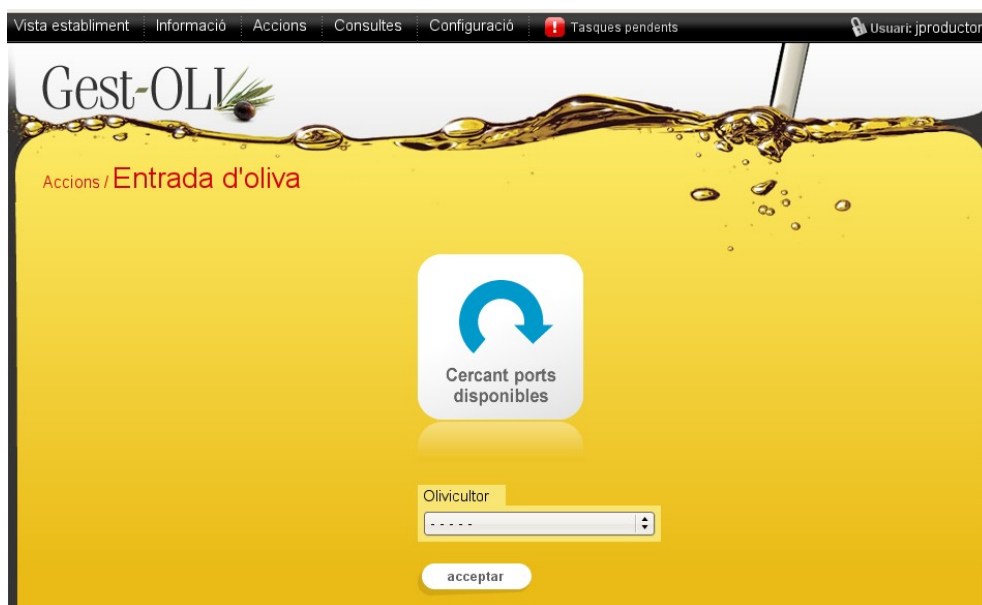 Vista establiment Informació Accions Consultes Configuració ! Tasques pendents Usuari: jproductor
Gest-OLI
Accions / Entrada d'oliva
Cercant ports
disponibles
Olivicultor
- - - - -
acceptar